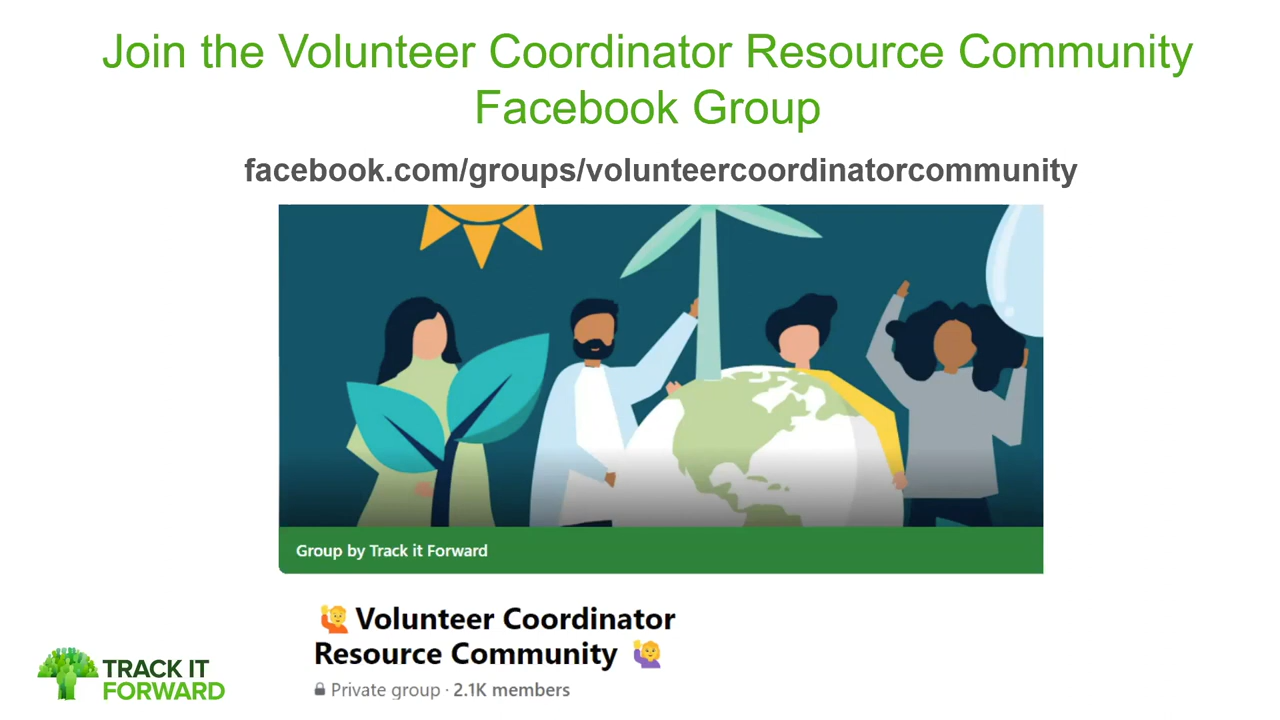 Join the Volunteer Coordinator Resource Community
Facebook Group
facebook.com/groups/volunteercoordinatorcommunity
Group by Track it Forward
🙋 Volunteer Coordinator
Resource Community 🙋
Private group · 2.1K members
TRACK IT
FORWARD